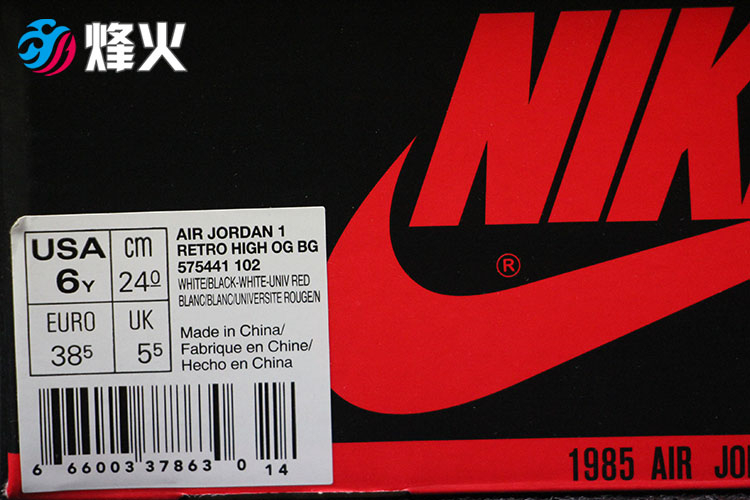 烽火
NIK
USA
6Y
cm
24.0
EURO
38.5
UK
5.5
AIR JORDAN 1
RETRO HIGH OG BG
575441 102
WHITE/BLACK-WHITE-UNIV RED
BLANC/BLANC/UNIVERSITE ROUGE/N
Made in China/
Fabrique en Chine/
Hecho en China
®
6 66003 37863 0 14
1985 AIR JO